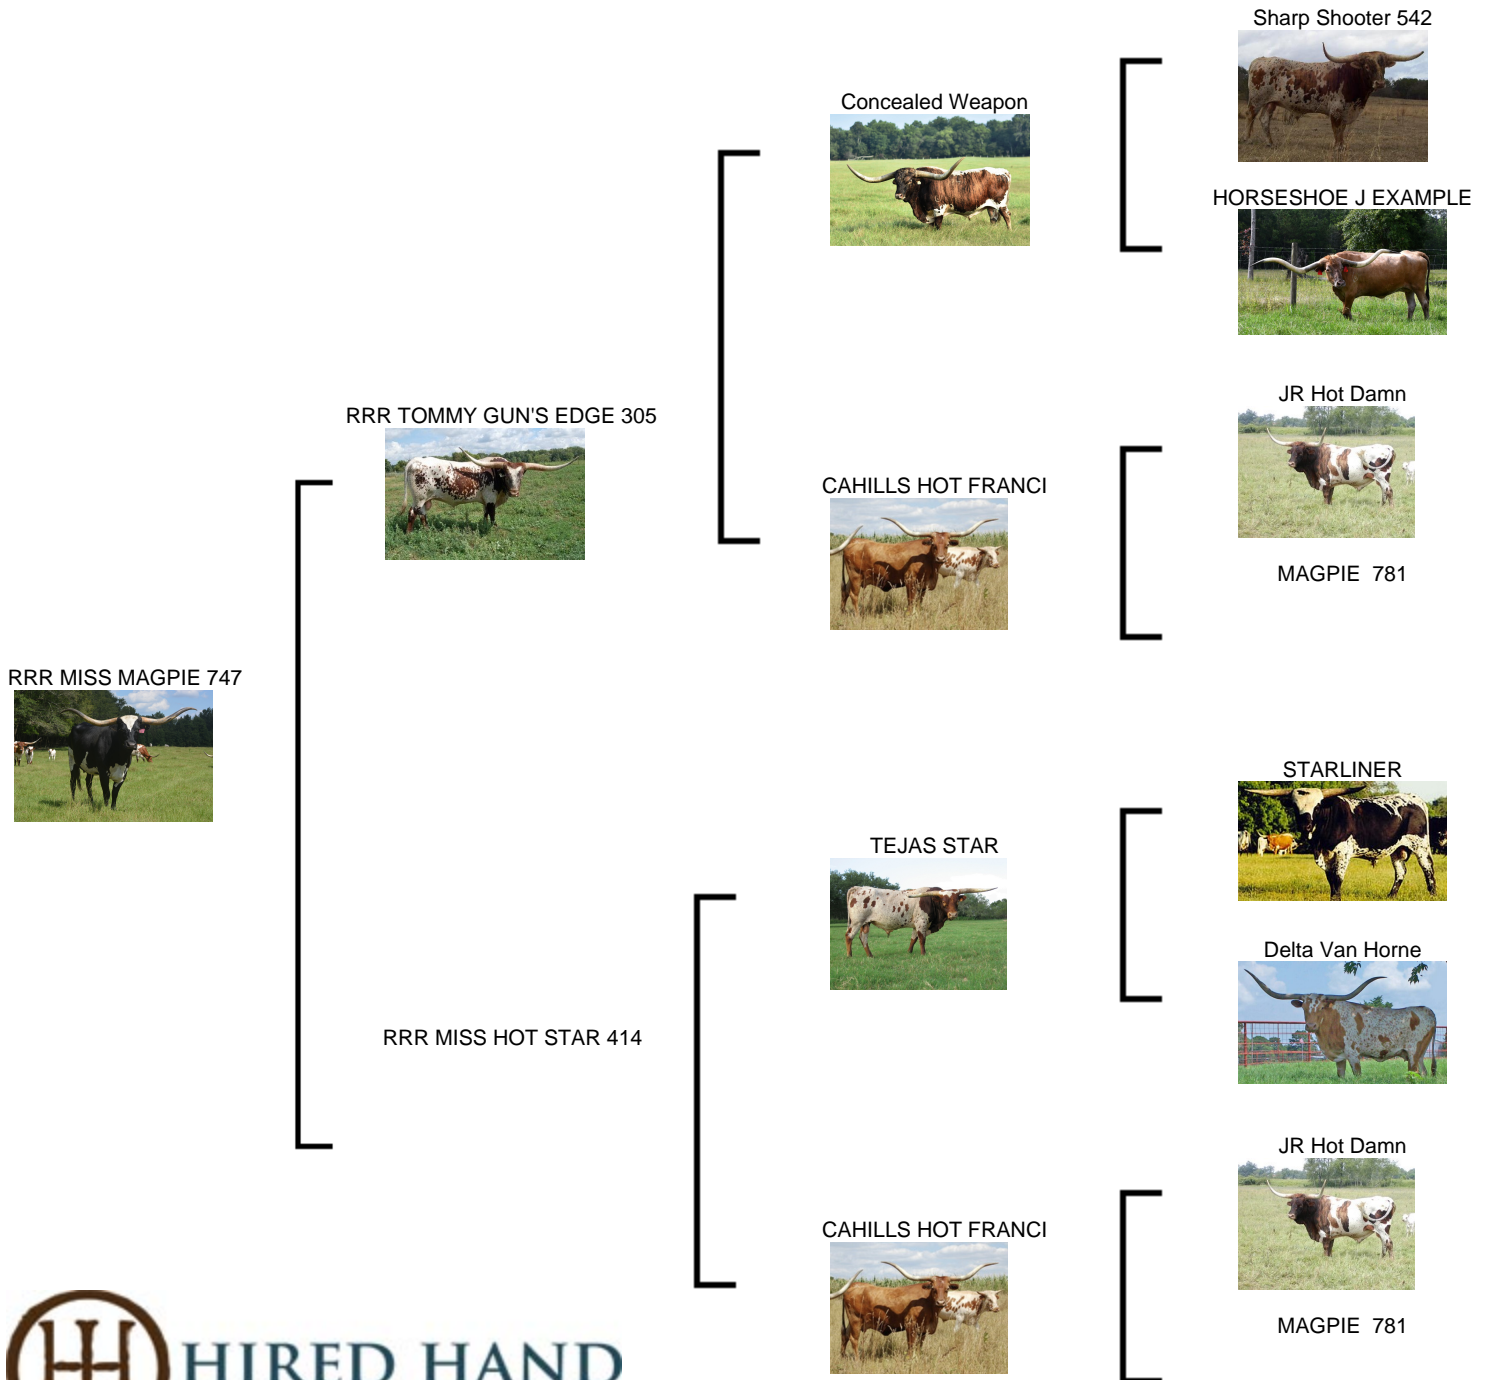 Sharp Shooter 542
Concealed Weapon
HORSESHOE J EXAMPLE
JR Hot Damn
RRR TOMMY GUN'S EDGE 305
CAHILLS HOT FRANCI
MAGPIE  781
RRR MISS MAGPIE 747
STARLINER
TEJAS STAR
Delta Van Horne
RRR MISS HOT STAR 414
JR Hot Damn
CAHILLS HOT FRANCI
MAGPIE  781
HIRED HAND